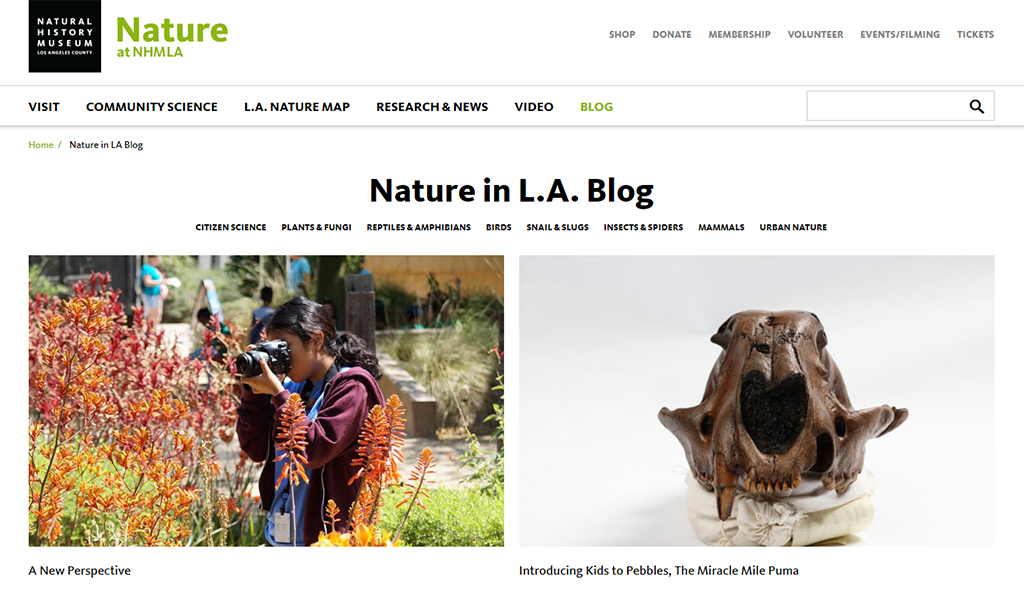 NATURAL
HISTORY
MUSEUM
LOS ANGELES COUNTY
Nature
at NHMLA
SHOP DONATE MEMBERSHIP VOLUNTEER EVENTS/FILMING TICKETS
VISIT COMMUNITY SCIENCE L.A. NATURE MAP RESEARCH & NEWS VIDEO BLOG
Home / Nature in LA Blog
Nature in L.A. Blog
CITIZEN SCIENCE PLANTS & FUNGI REPTILES & AMPHIBIANS BIRDS SNAIL & SLUGS INSECTS & SPIDERS MAMMALS URBAN NATURE
A New Perspective
Introducing Kids to Pebbles, The Miracle Mile Puma